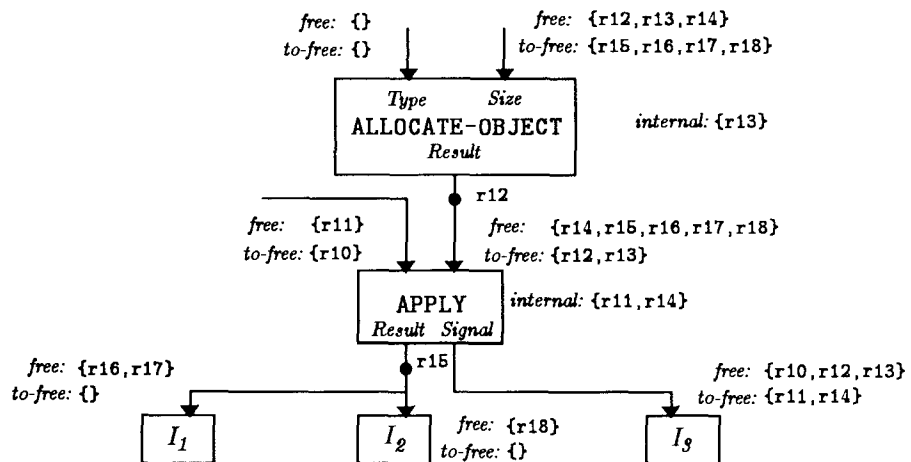 free: {} free: {r12,r13,r14}
to-free: {} to-free: {r15,r16,r17,r18}
Type Size
ALLOCATE-OBJECT internal: {r13}
Result
r12
free: {r11} free: {r14,r15,r16,r17,r18}
to-free: {r10} to-free: {r12,r13}
APPLY internal: {r11,r14}
Result Signal
r15
free: {r16,r17} free: {r10,r12,r13}
to-free: {} to-free: {r11,r14}
I1 I2 free: {r18} I3
to-free: {}